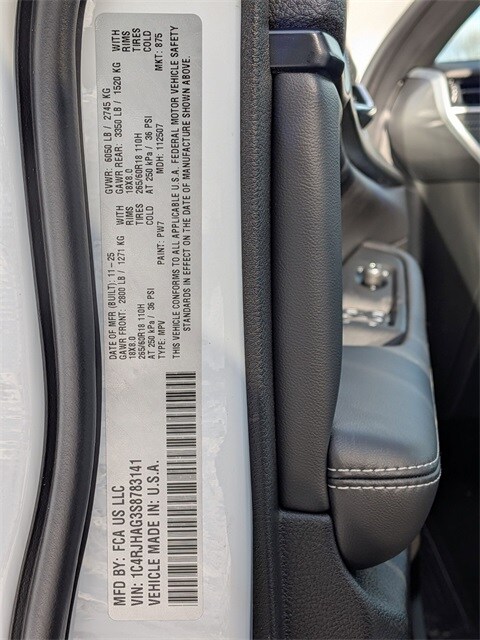 MFD BY: FCA US LLC
VIN: 1C4RJHAG3S8783141
VEHICLE MADE IN: U.S.A.
DATE OF MFR (BUILT): 11-25 GVWR: 6050 LB / 2745 KG
GAWR FRONT: 2800 LB / 1271 KG WITH GAWR REAR: 3350 LB / 1520 KG WITH
18X8.0 RIMS 18X8.0 RIMS
265/60R18 110H TIRES 265/60R18 110H TIRES
AT 250 kPa / 36 PSI COLD AT 250 kPa / 36 PSI COLD
TYPE: MPV PAINT: PW7 MDH: 112507 MKT: 875
THIS VEHICLE CONFORMS TO ALL APPLICABLE U.S.A. FEDERAL MOTOR VEHICLE SAFETY
STANDARDS IN EFFECT ON THE DATE OF MANUFACTURE SHOWN ABOVE.